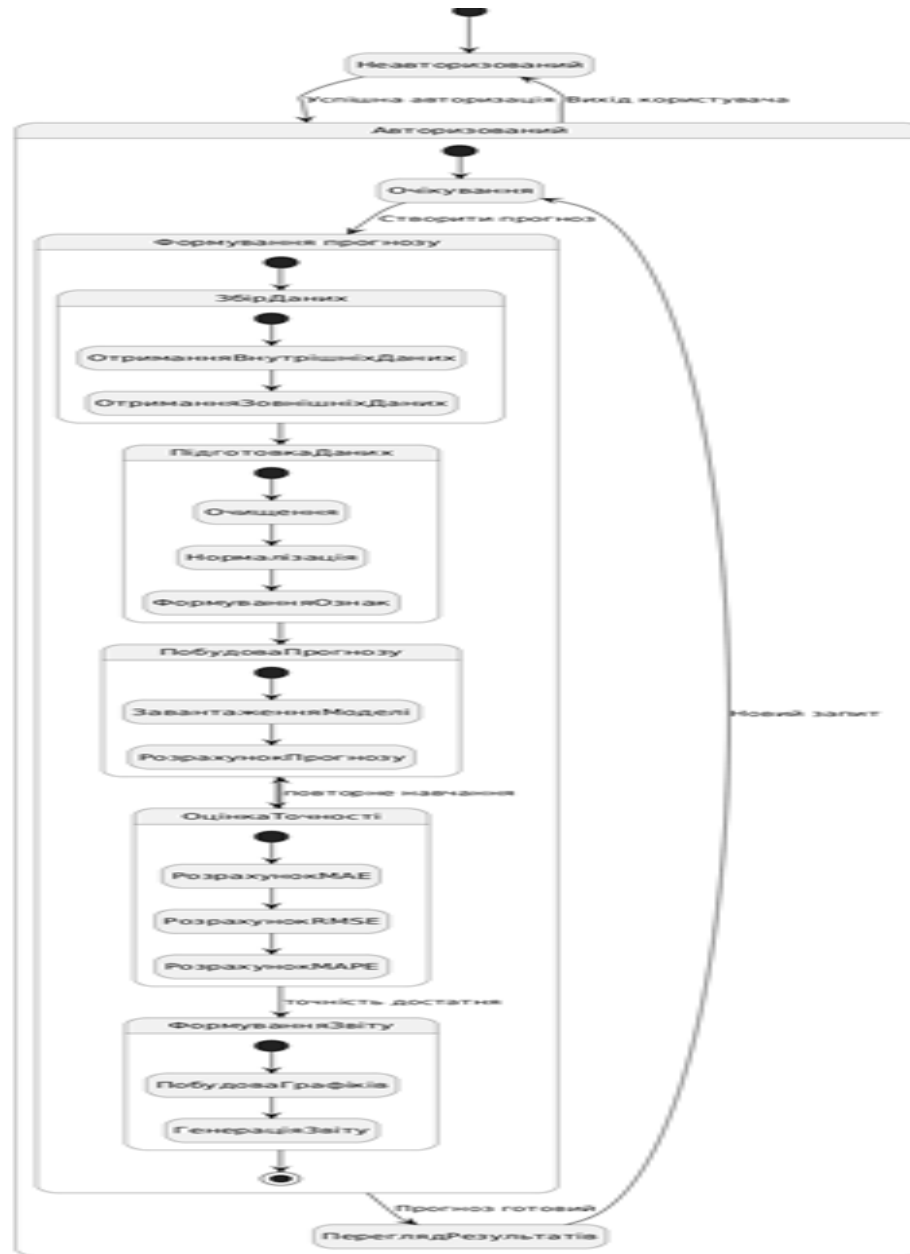 Неавторизований
Успішна авторизація
Вихід користувача
Авторизований
Очікування
Створити прогноз
Формування прогнозу
ЗбірДаних
ОтриманняВнутрішніхДаних
ОтриманняЗовнішніхДаних
ПідготовкаДаних
Очищення
Нормалізація
ФормуванняОзнак
ПобудоваПрогнозу
ЗавантаженняМоделі
Новий запит
РозрахунокПрогнозу
повторне навчання
ОцінкаТочності
РозрахунокMAE
РозрахунокRMSE
РозрахунокMAPE
точність достатня
ФормуванняЗвіту
ПобудоваГрафіків
ГенераціяЗвіту
Прогноз готовий
ПереглядРезультатів